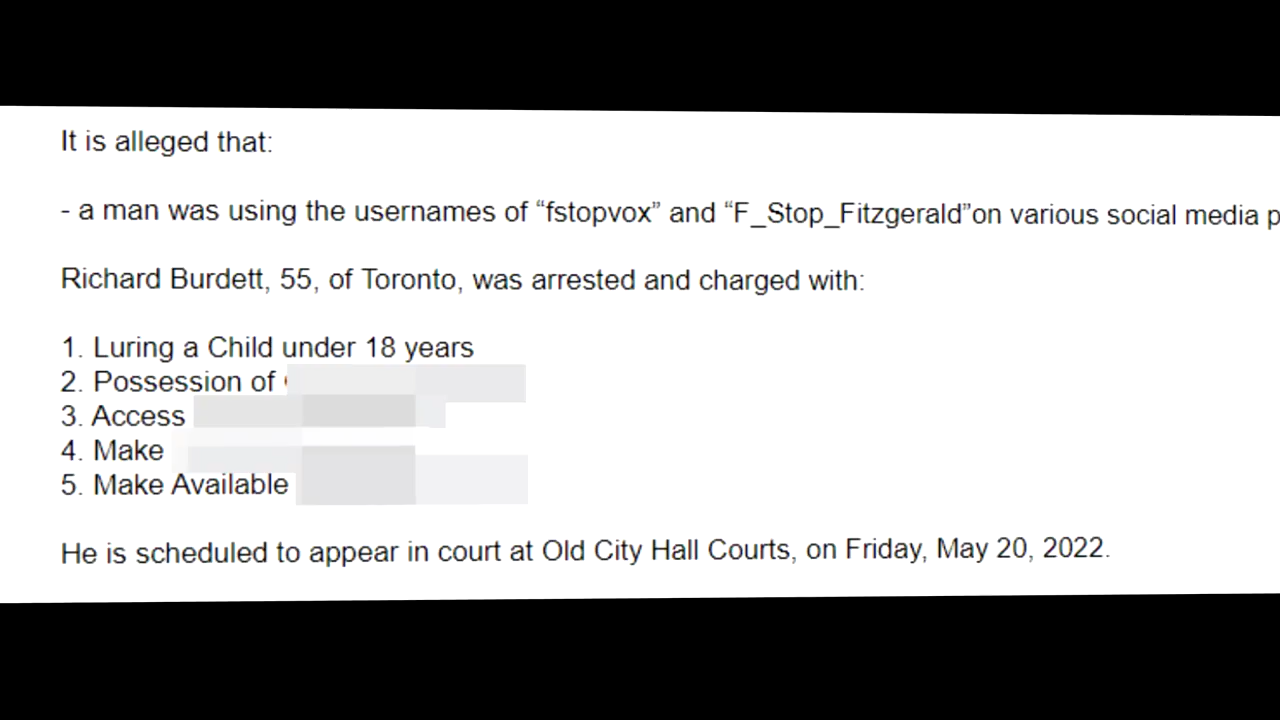 It is alleged that:
- a man was using the usernames of “fstopvox” and “F_Stop_Fitzgerald”on various social media p
Richard Burdett, 55, of Toronto, was arrested and charged with:
1. Luring a Child under 18 years
2. Possession of
3. Access
4. Make
5. Make Available
He is scheduled to appear in court at Old City Hall Courts, on Friday, May 20, 2022.